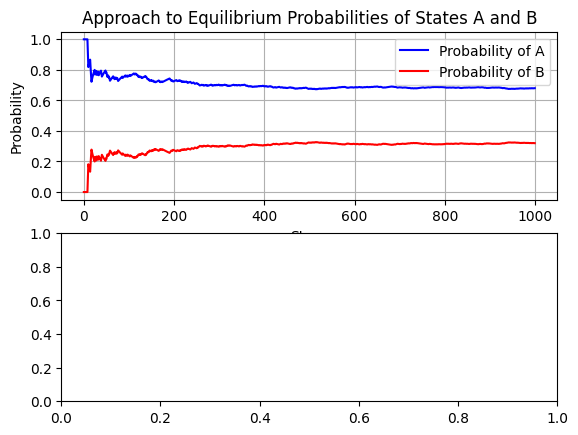 Approach to Equilibrium Probabilities of States A and B
1.0
0.8
0.6
0.4
0.2
0.0
Probability
Probability of A
Probability of B
0 200 400 600 800 1000
1.0
0.8
0.6
0.4
0.2
0.0
0.0 0.2 0.4 0.6 0.8 1.0